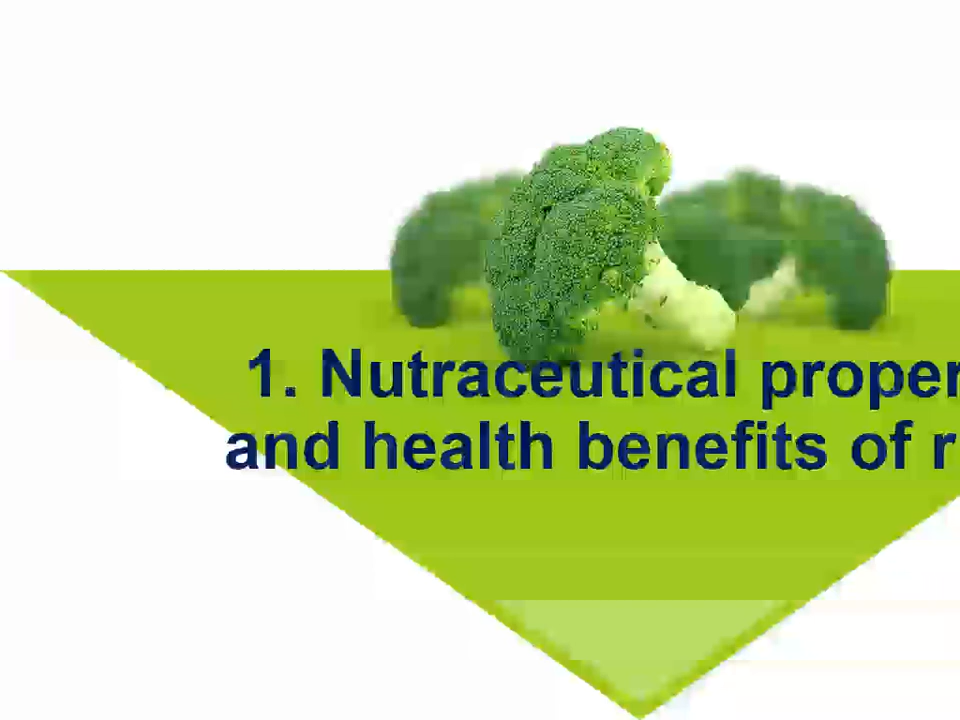 1. Nutraceutical proper
and health benefits of r